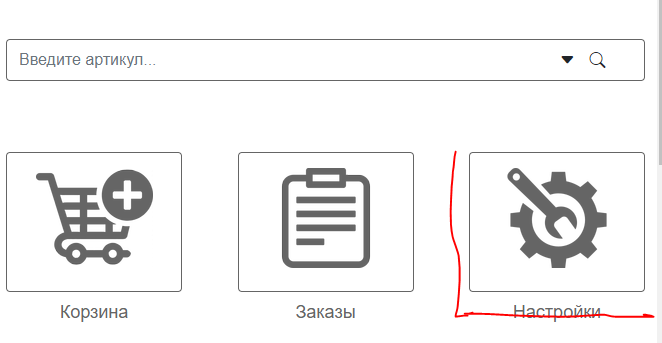 Введите артикул...
Корзина
Заказы
Настройки